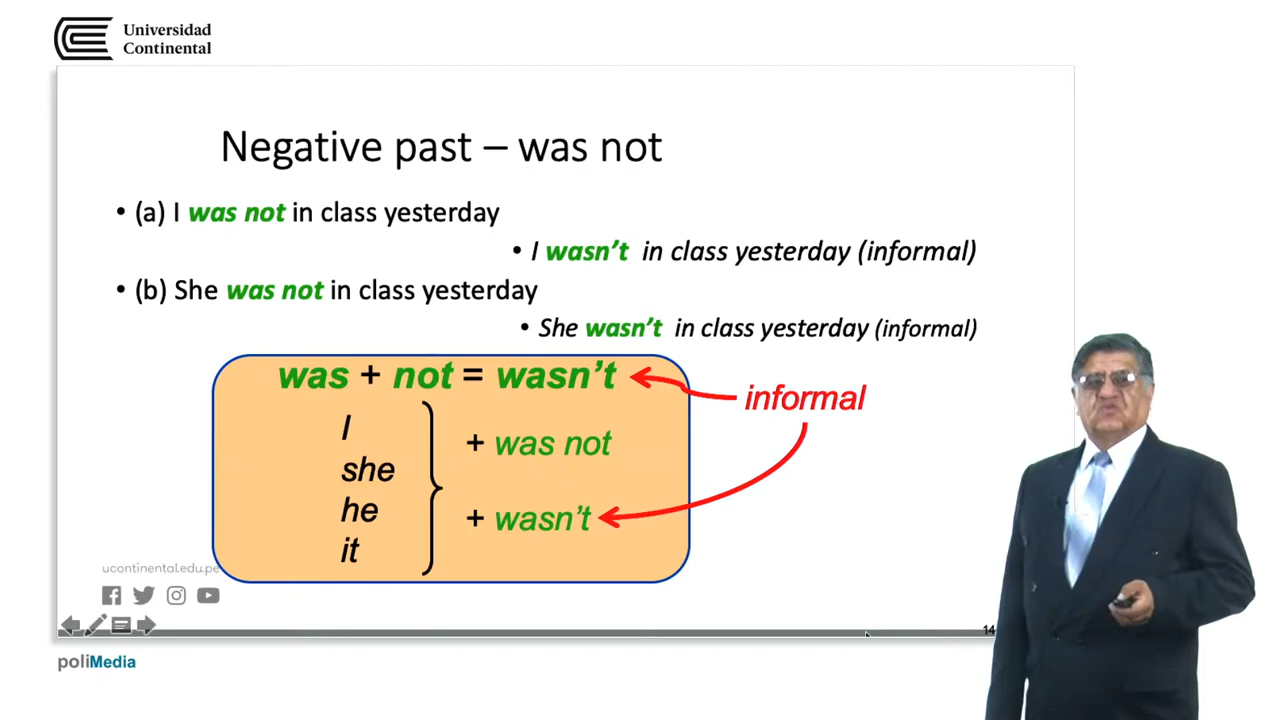 Universidad
Continental
Negative past – was not
• (a) I was not in class yesterday
• I wasn't in class yesterday (informal)
• (b) She was not in class yesterday
• She wasn't in class yesterday (informal)
was + not = wasn't
informal
I
she
he
it
+ was not
+ wasn't
ucontinental.edu.pe
14
poliMedia